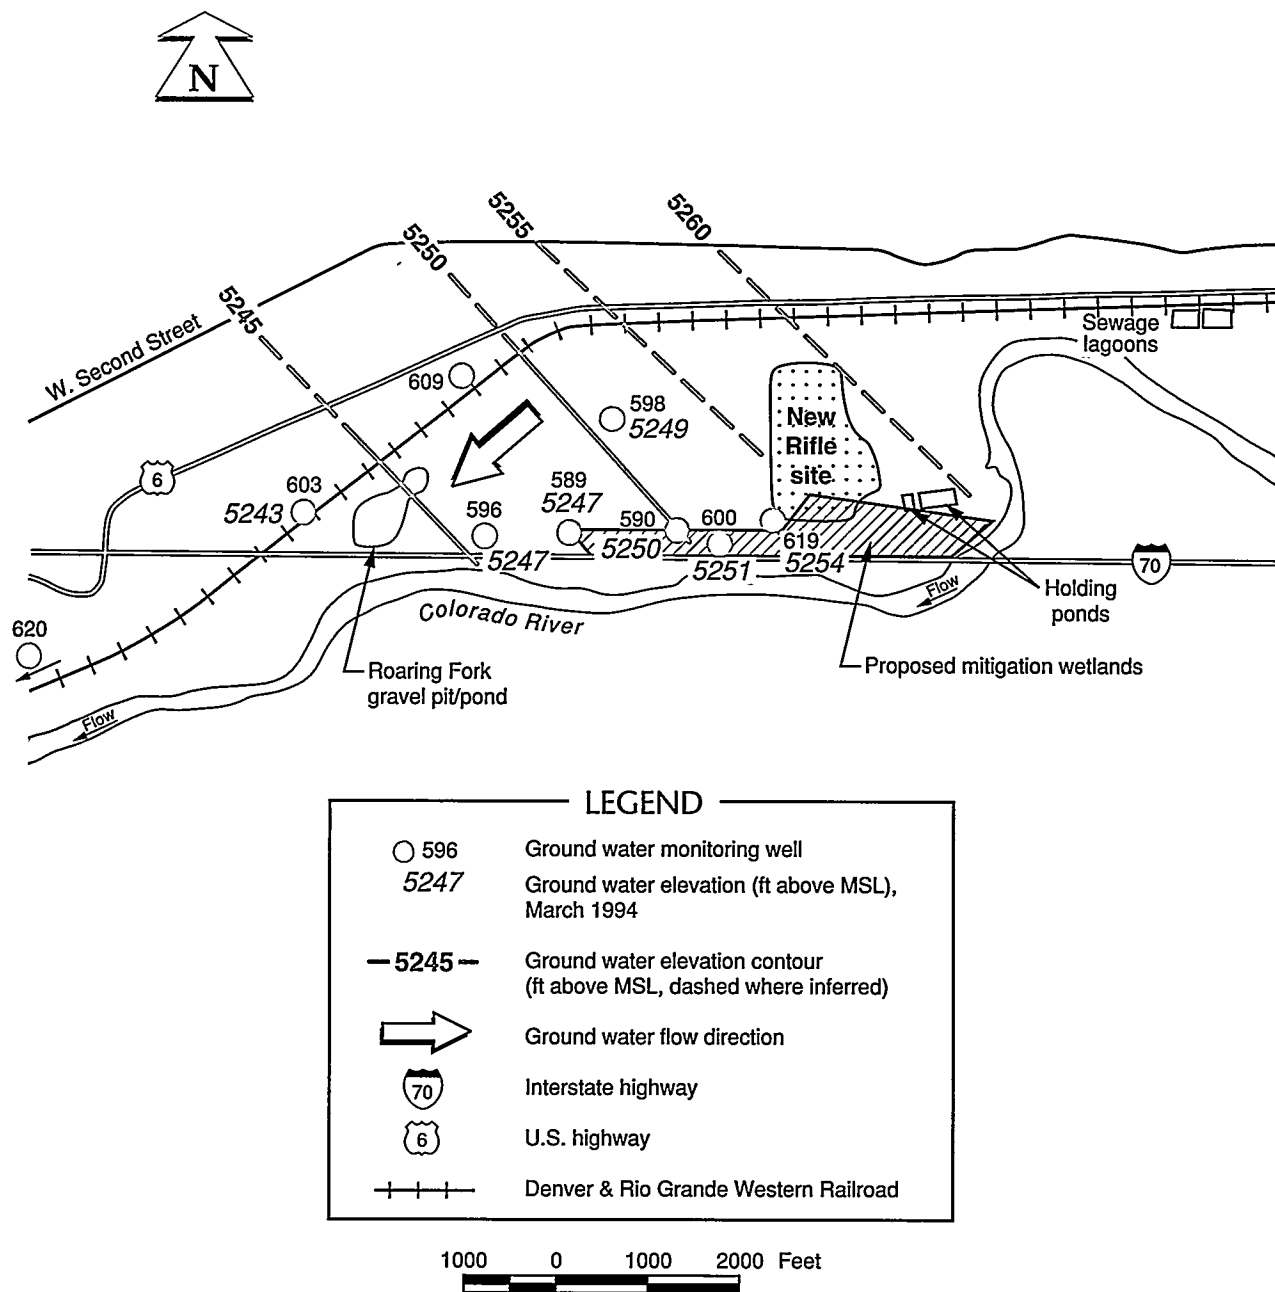 N
5260
5255
5250
5245
W. Second Street
Sewage
lagoons
609
598
5249
New
Rifle
site
6
603
5243
589
5247
596
5247
590
5250
600
5251
619
5254
70
Flow
Holding
ponds
Colorado River
620
Roaring Fork
gravel pit/pond
Proposed mitigation wetlands
Flow
LEGEND
596 Ground water monitoring well
5247 Ground water elevation (ft above MSL),
March 1994
5245 Ground water elevation contour
(ft above MSL, dashed where inferred)
Ground water flow direction
70 Interstate highway
6 U.S. highway
Denver & Rio Grande Western Railroad
1000 0 1000 2000 Feet